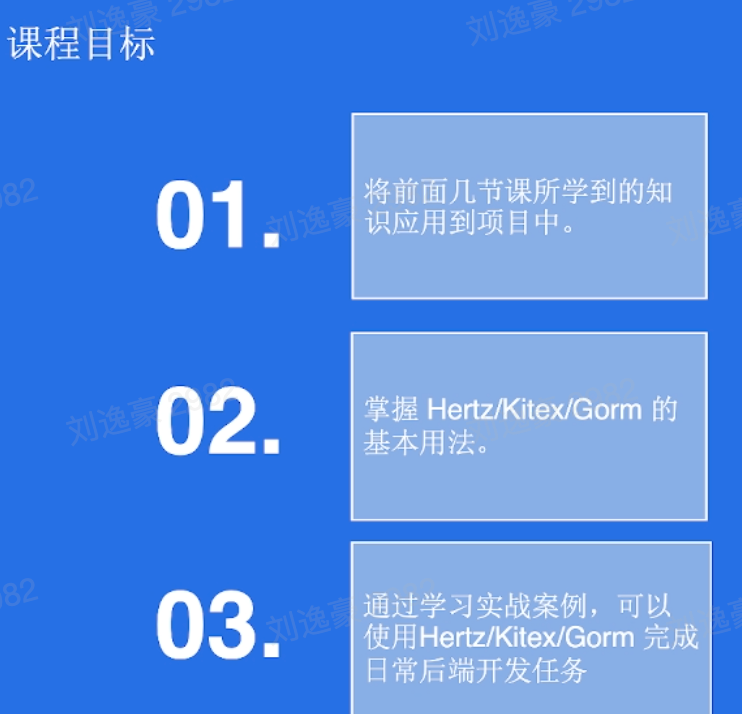 刘逸豪 2982
刘逸豪 2982
课程目标
01.
将前面几节课所学到的知
识应用到项目中。
982
刘逸豪
02.
掌握 Hertz/Kitex/Gorm 的
基本用法。
刘逸豪 2982
03.
通过学习实战案例，可以
使用Hertz/Kitex/Gorm 完成
日常后端开发任务
982
刘逸豪